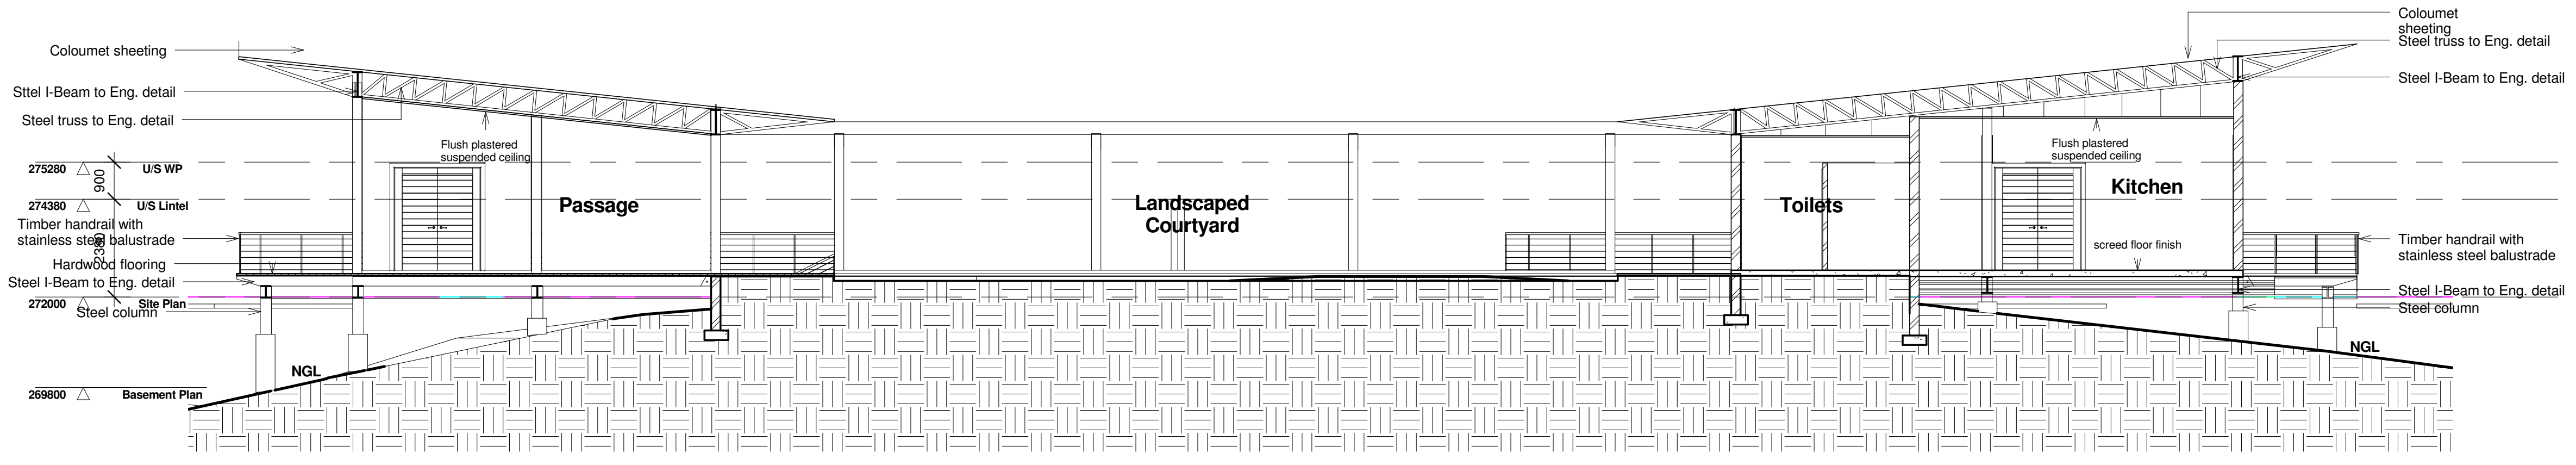 Coloumet sheeting
Sttel I-Beam to Eng. detail
Steel truss to Eng. detail
Flush plastered
suspended ceiling
275280
U/S WP
900
274380
U/S Lintel
Timber handrail with
stainless steel balustrade
2380
Hardwood flooring
Steel I-Beam to Eng. detail
272000
Site Plan
Steel column
NGL
269800
Basement Plan
Passage
Landscaped
Courtyard
Toilets
Kitchen
Flush plastered
suspended ceiling
screed floor finish
Coloumet
sheeting
Steel truss to Eng. detail
Steel I-Beam to Eng. detail
Timber handrail with
stainless steel balustrade
Steel I-Beam to Eng. detail
Steel column
NGL